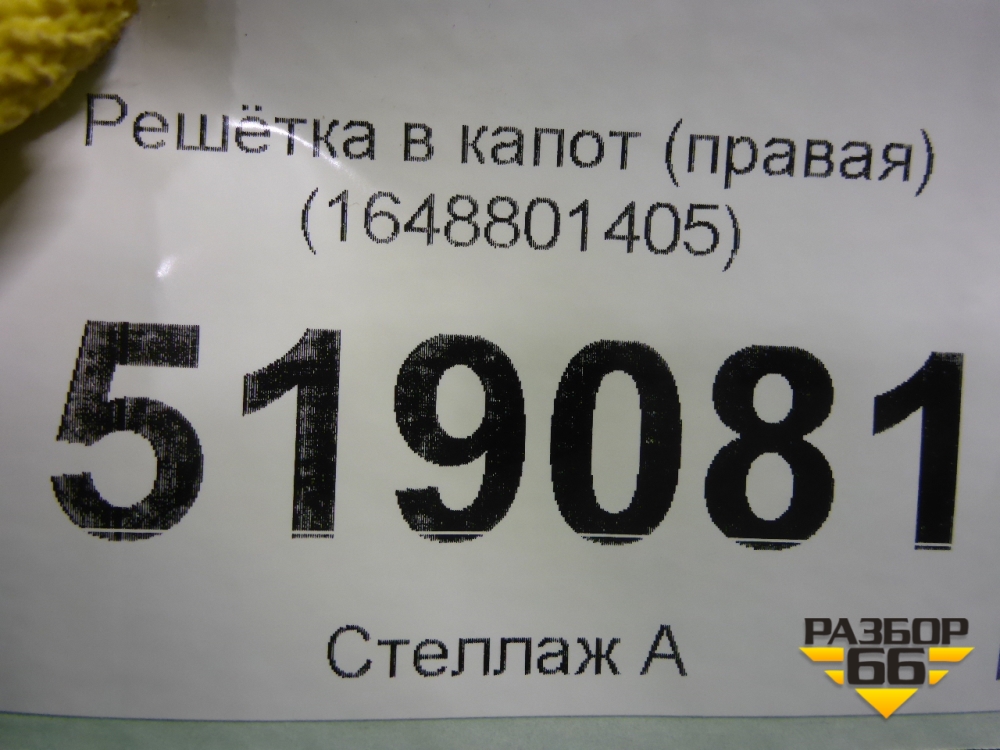 Решётка в капот (правая)
(1648801405)
519081
Стеллаж А
РАЗБОР
66